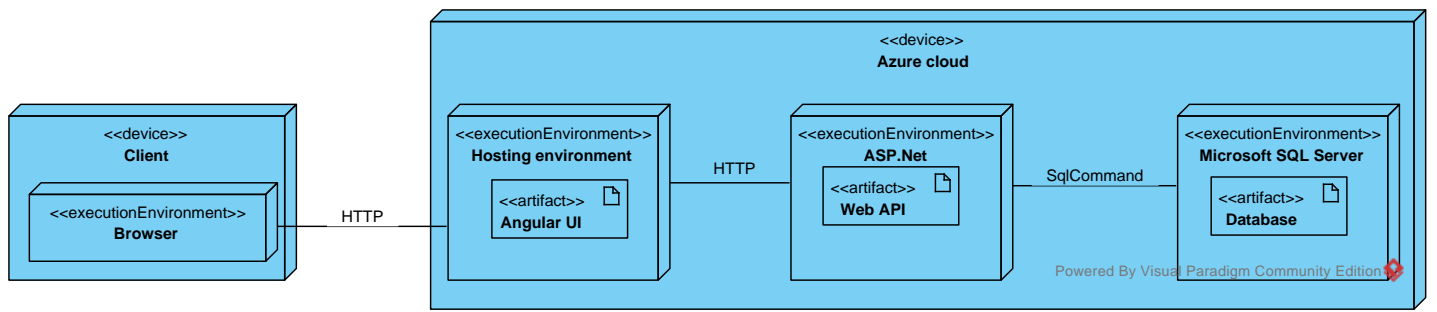 <<device>>
Azure cloud
<<device>>
Client
<<executionEnvironment>>
Browser
HTTP
<<executionEnvironment>>
Hosting environment
<<artifact>>
Angular UI
HTTP
<<executionEnvironment>>
ASP.Net
<<artifact>>
Web API
SqlCommand
<<executionEnvironment>>
Microsoft SQL Server
<<artifact>>
Database
Powered By Visual Paradigm Community Edition